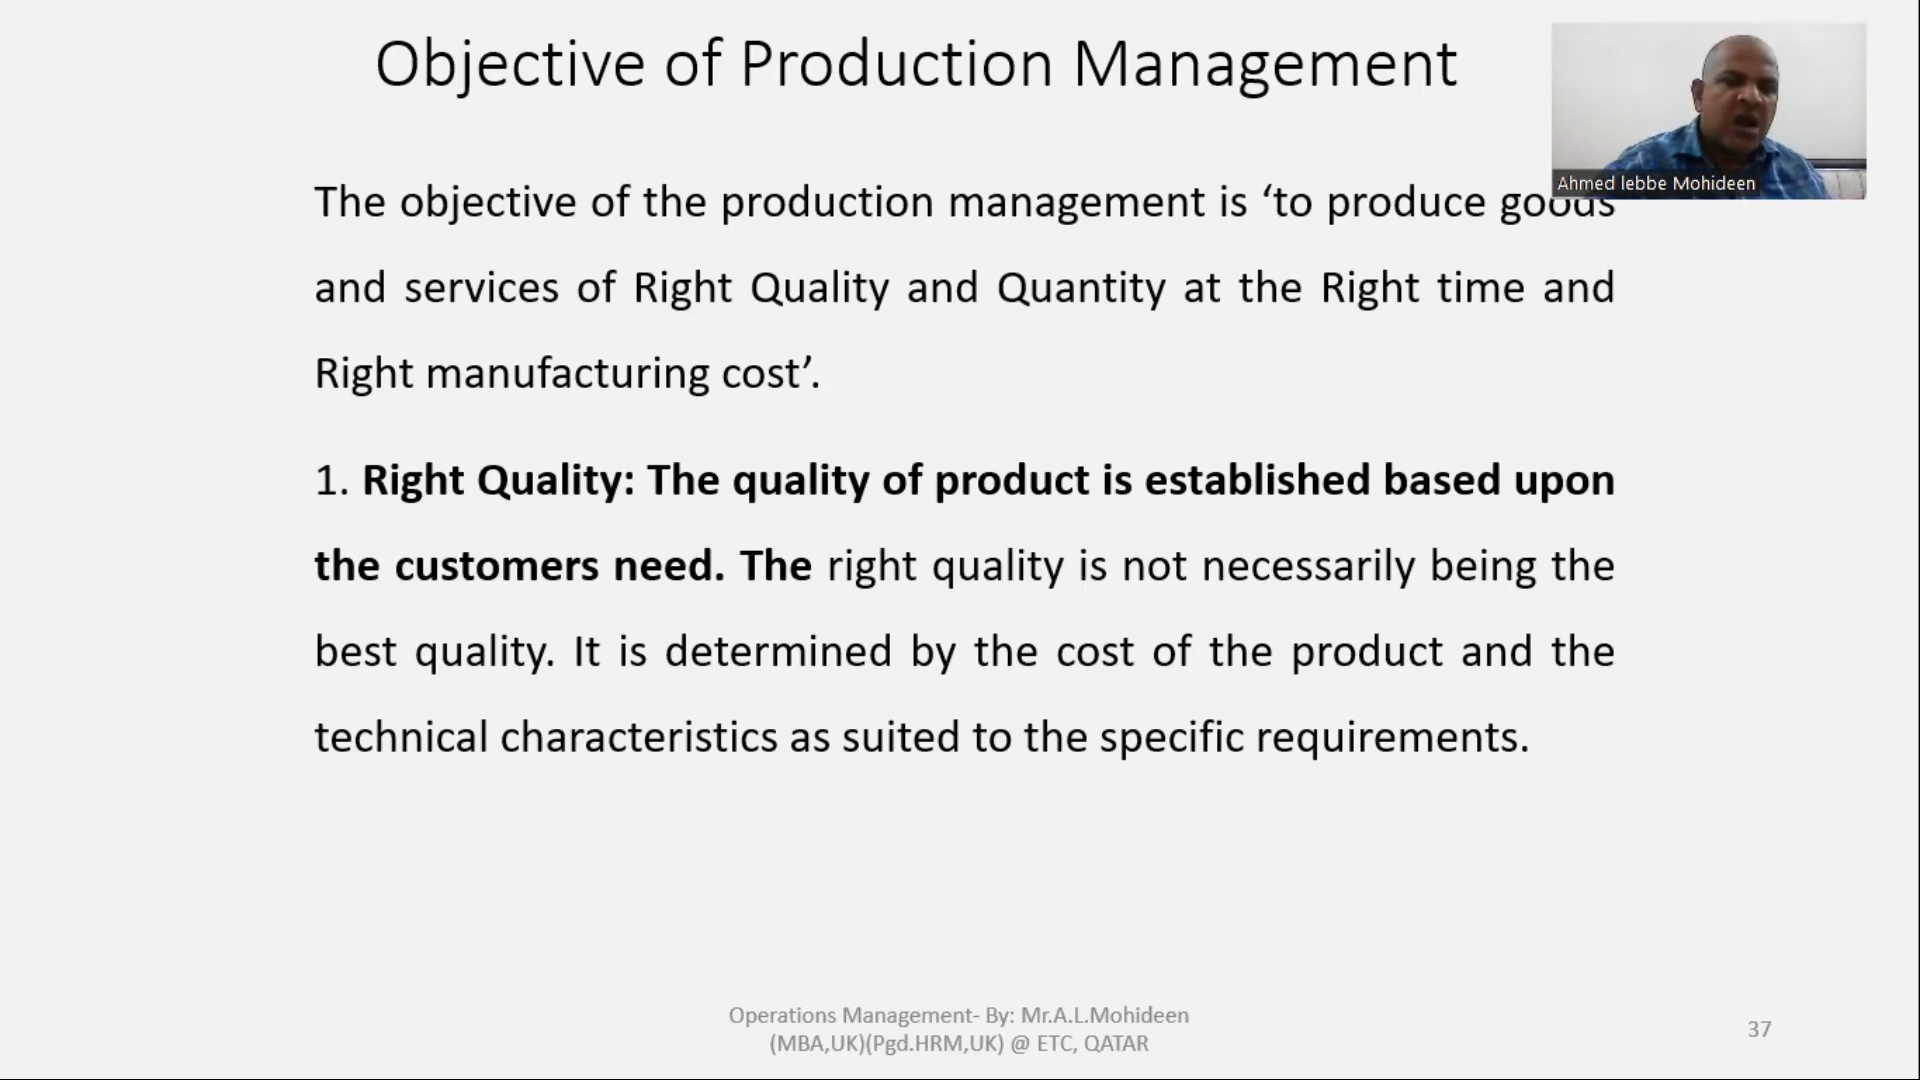 Objective of Production Management
Ahmed lebbe Mohideen
The objective of the production management is ‘to produce goods
and services of Right Quality and Quantity at the Right time and
Right manufacturing cost’.
1. Right Quality: The quality of product is established based upon
the customers need. The right quality is not necessarily being the
best quality. It is determined by the cost of the product and the
technical characteristics as suited to the specific requirements.
Operations Management- By: Mr.A.L.Mohideen
(MBA,UK)(Pgd.HRM,UK) @ ETC, QATAR
37